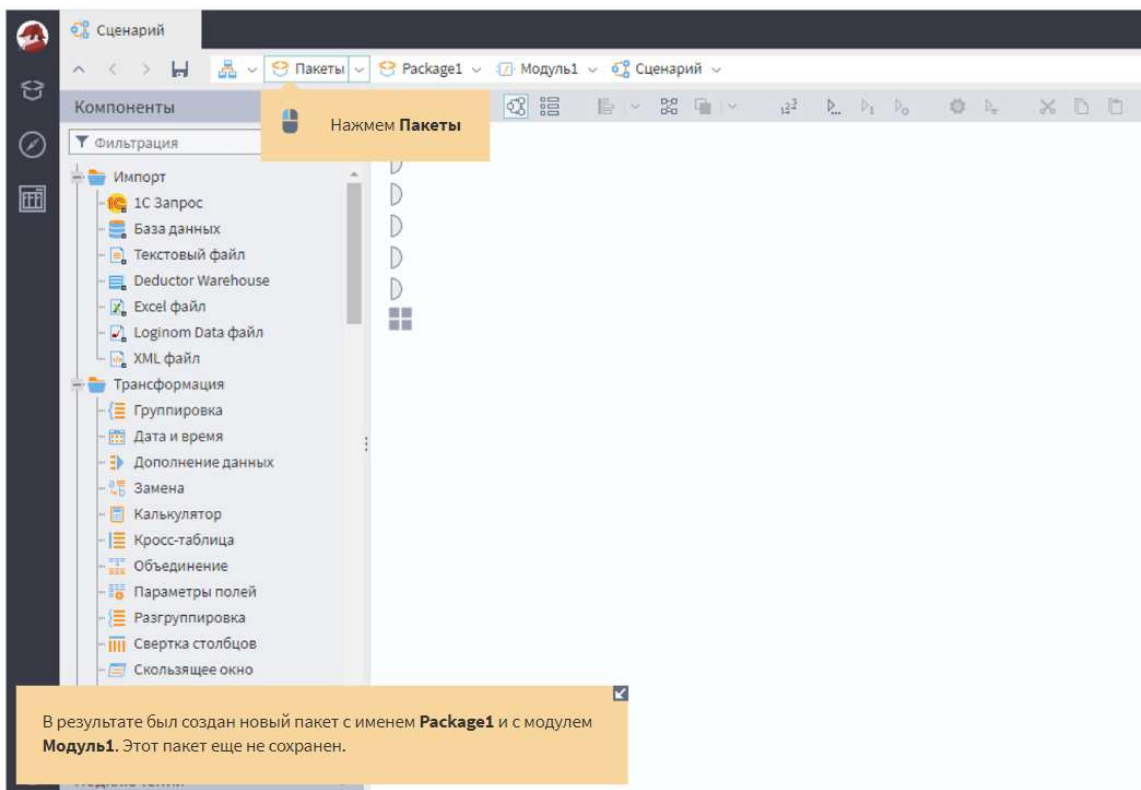 Сценарий
Пакеты Package1 Модуль1 Сценарий
Компоненты
Нажмем Пакеты
Фильтрация
Импорт
1С Запрос
База данных
Текстовый файл
Deductor Warehouse
Excel файл
Loginom Data файл
XML файл
Трансформация
Группировка
Дата и время
Дополнение данных
Замена
Калькулятор
Кросс-таблица
Объединение
Параметры полей
Разгруппировка
Свертка столбцов
Скользящее окно
В результате был создан новый пакет с именем Package1 и с модулем
Модуль1. Этот пакет еще не сохранен.